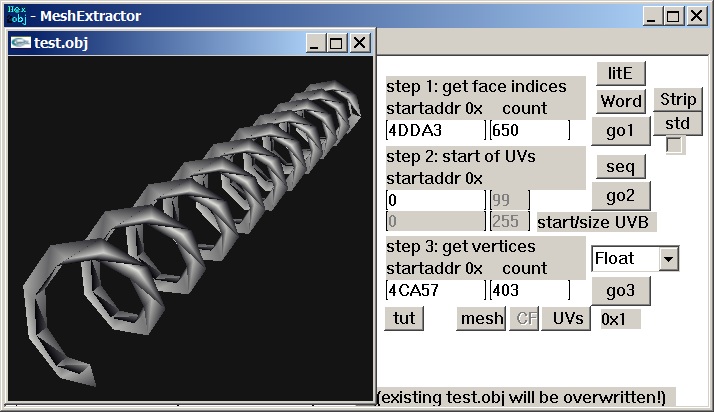 Hex obj - MeshExtractor
test.obj
litE
step 1: get face indices
Word Strip
startaddr 0x count
4DDA3 650 go1 std
step 2: start of UVs
seq
startaddr 0x
0 99 go2
0 255 start/size UVB
step 3: get vertices
Float
startaddr 0x count
4CA57 403 go3
tut mesh CF UVs 0x1
(existing test.obj will be overwritten!)